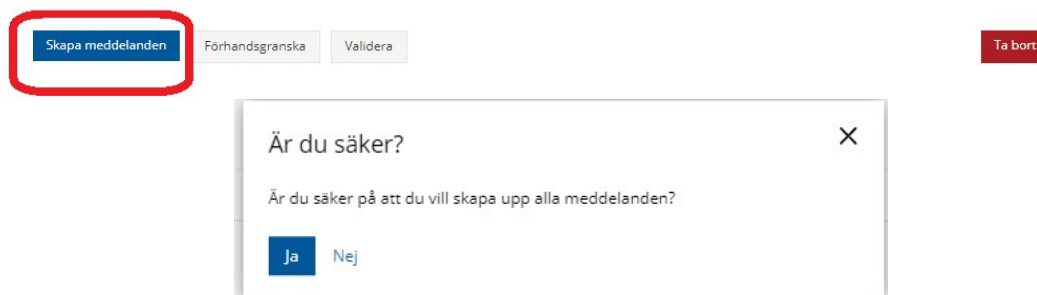 Skapa meddelanden Förhandsgranska Validera Ta bort
Är du säker?
Är du säker på att du vill skapa upp alla meddelanden?
Ja Nej